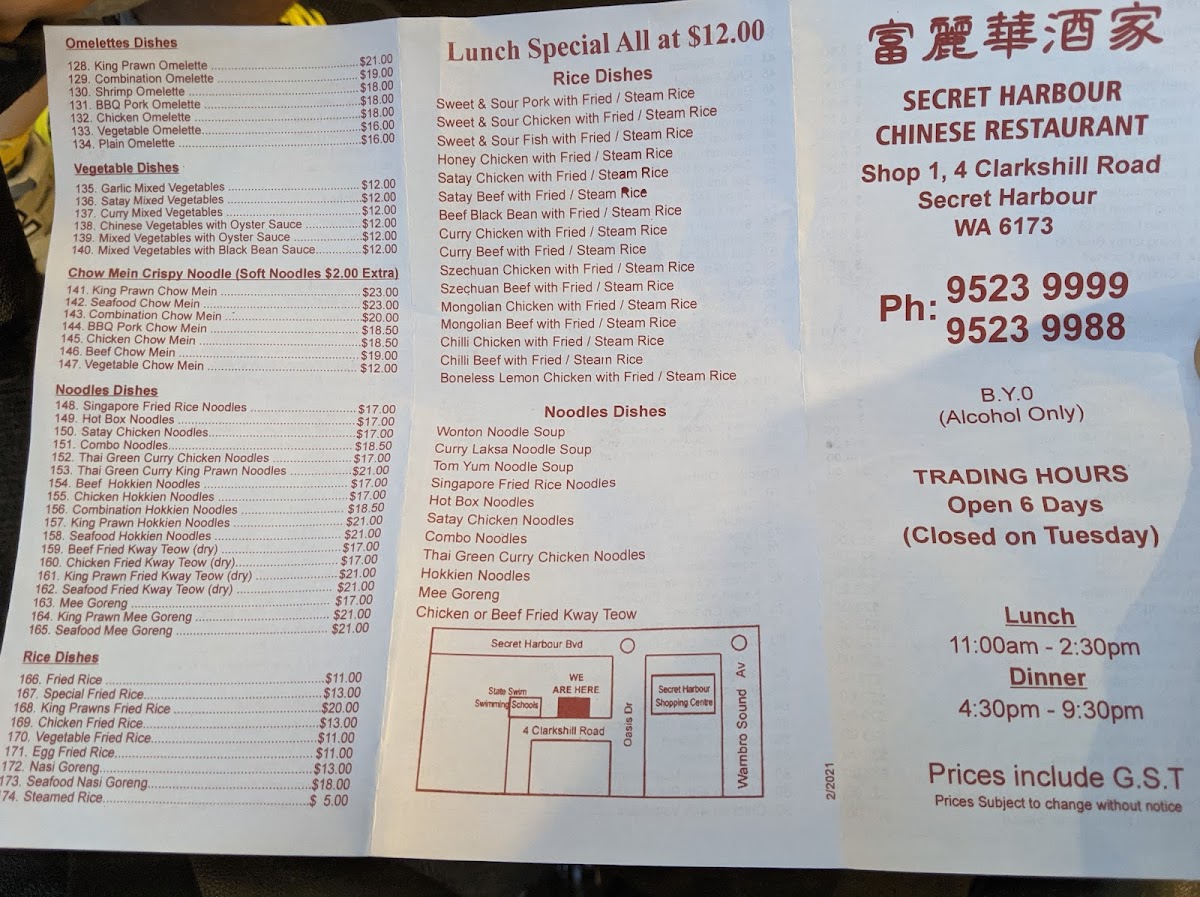 Omelettes Dishes
128. King Prawn Omelette $21.00
129. Combination Omelette $19.00
130. Shrimp Omelette $18.00
131. BBQ Pork Omelette $18.00
132. Chicken Omelette $18.00
133. Vegetable Omelette $16.00
134. Plain Omelette $16.00
Vegetable Dishes
135. Garlic Mixed Vegetables $12.00
136. Satay Mixed Vegetables $12.00
137. Curry Mixed Vegetables $12.00
138. Chinese Vegetables with Oyster Sauce $12.00
139. Mixed Vegetables with Oyster Sauce $12.00
140. Mixed Vegetables with Black Bean Sauce $12.00
Chow Mein Crispy Noodle (Soft Noodles $2.00 Extra)
141. King Prawn Chow Mein $23.00
142. Seafood Chow Mein $23.00
143. Combination Chow Mein $20.00
144. BBQ Pork Chow Mein $18.50
145. Chicken Chow Mein $18.50
146. Beef Chow Mein $19.00
147. Vegetable Chow Mein $12.00
Noodles Dishes
148. Singapore Fried Rice Noodles $17.00
149. Hot Box Noodles $17.00
150. Satay Chicken Noodles $17.00
151. Combo Noodles $18.50
152. Thai Green Curry Chicken Noodles $17.00
153. Thai Green Curry King Prawn Noodles $21.00
154. Beef Hokkien Noodles $17.00
155. Chicken Hokkien Noodles $17.00
156. Combination Hokkien Noodles $18.50
157. King Prawn Hokkien Noodles $21.00
158. Seafood Hokkien Noodles $21.00
159. Beef Fried Kway Teow (dry) $17.00
160. Chicken Fried Kway Teow (dry) $17.00
161. King Prawn Fried Kway Teow (dry) $21.00
162. Seafood Fried Kway Teow (dry) $21.00
163. Mee Goreng $17.00
164. King Prawn Mee Goreng $21.00
165. Seafood Mee Goreng $21.00
Rice Dishes
166. Fried Rice $11.00
167. Special Fried Rice $13.00
168. King Prawns Fried Rice $20.00
169. Chicken Fried Rice $13.00
170. Vegetable Fried Rice $11.00
171. Egg Fried Rice $11.00
172. Nasi Goreng $13.00
173. Seafood Nasi Goreng $18.00
74. Steamed Rice $ 5.00
Lunch Special All at $12.00
Rice Dishes
Sweet & Sour Pork with Fried / Steam Rice
Sweet & Sour Chicken with Fried / Steam Rice
Sweet & Sour Fish with Fried / Steam Rice
Honey Chicken with Fried / Steam Rice
Satay Chicken with Fried / Steam Rice
Satay Beef with Fried / Steam Rice
Beef Black Bean with Fried / Steam Rice
Curry Chicken with Fried / Steam Rice
Curry Beef with Fried / Steam Rice
Szechuan Chicken with Fried / Steam Rice
Szechuan Beef with Fried / Steam Rice
Mongolian Chicken with Fried / Steam Rice
Mongolian Beef with Fried / Steam Rice
Chilli Chicken with Fried / Steam Rice
Chilli Beef with Fried / Steam Rice
Boneless Lemon Chicken with Fried / Steam Rice
Noodles Dishes
Wonton Noodle Soup
Curry Laksa Noodle Soup
Tom Yum Noodle Soup
Singapore Fried Rice Noodles
Hot Box Noodles
Satay Chicken Noodles
Combo Noodles
Thai Green Curry Chicken Noodles
Hokkien Noodles
Mee Goreng
Chicken or Beef Fried Kway Teow
Secret Harbour Bvd
WE
ARE HERE
State Swim
Swimming Schools
4 Clarkshill Road
Oasis Dr
Secret Harbour
Shopping Centre
Warnbro Sound Av
2/2021
富麗華酒家
SECRET HARBOUR
CHINESE RESTAURANT
Shop 1, 4 Clarkshill Road
Secret Harbour
WA 6173
Ph: 9523 9999
9523 9988
B.Y.0
(Alcohol Only)
TRADING HOURS
Open 6 Days
(Closed on Tuesday)
Lunch
11:00am - 2:30pm
Dinner
4:30pm - 9:30pm
Prices include G.S.T
Prices Subject to change without notice